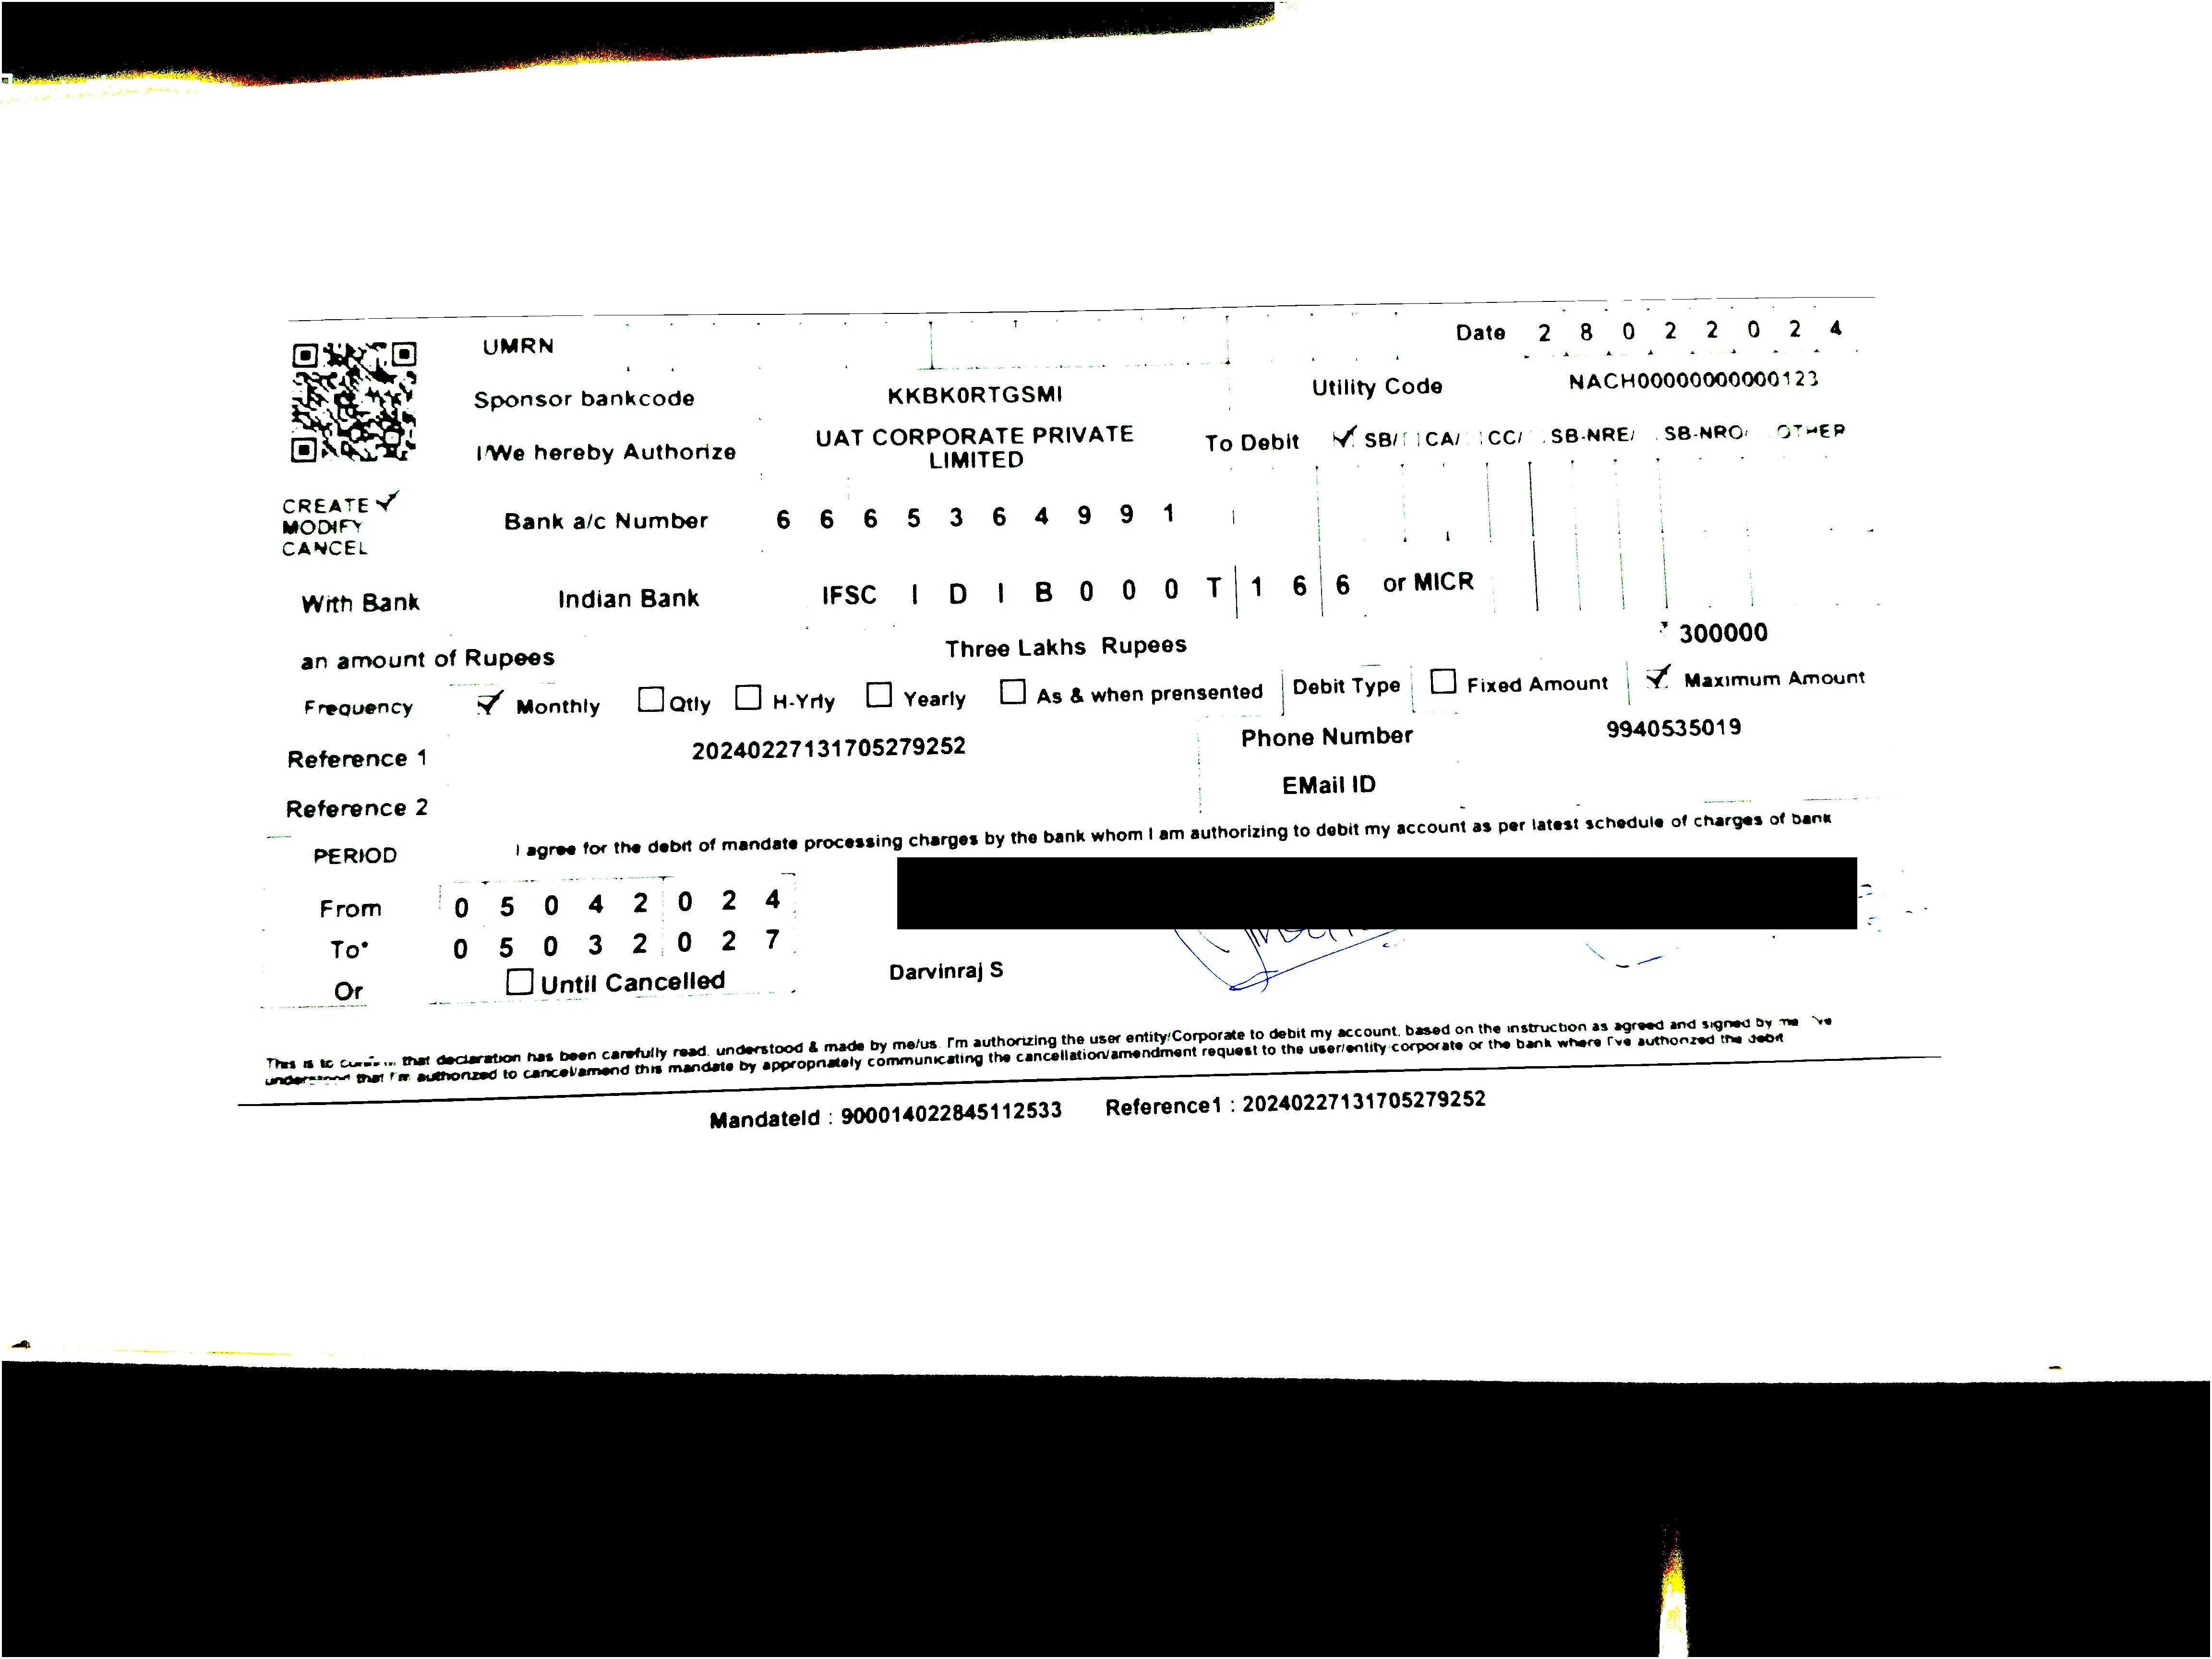 UMRN
Date 2 8 0 2 2 0 2 4
Sponsor bankcode KKBK0RTGSMI Utility Code NACH00000000000123
I/We hereby Authorize UAT CORPORATE PRIVATE LIMITED To Debit SB/ CA/ CC/ SB-NRE/ SB-NRO/ OTHER
CREATE
MODIFY
CANCEL
Bank a/c Number 6 6 6 5 3 6 4 9 9 1
With Bank Indian Bank IFSC I D I B 0 0 0 T 1 6 6 or MICR
an amount of Rupees Three Lakhs Rupees 300000
Frequency Monthly Qtly H-Yrly Yearly As & when prensented Debit Type Fixed Amount Maximum Amount
Reference 1 20240227131705279252 Phone Number 9940535019
Reference 2 EMail ID
I agree for the debit of mandate processing charges by the bank whom I am authorizing to debit my account as per latest schedule of charges of bank
PERIOD
From 0 5 0 4 2 0 2 4
To* 0 5 0 3 2 0 2 7
Or Until Cancelled
Darvinraj S
This is to confirm that declaration has been carefully read, understood & made by me/us. I'm authorizing the user entity/Corporate to debit my account, based on the instruction as agreed and signed by me I've
understood that I'm authorized to cancel/amend this mandate by appropriately communicating the cancellation/amendment request to the user/entity corporate or the bank where I've authorized the debit
MandateId : 900014022845112533 Reference1 : 20240227131705279252